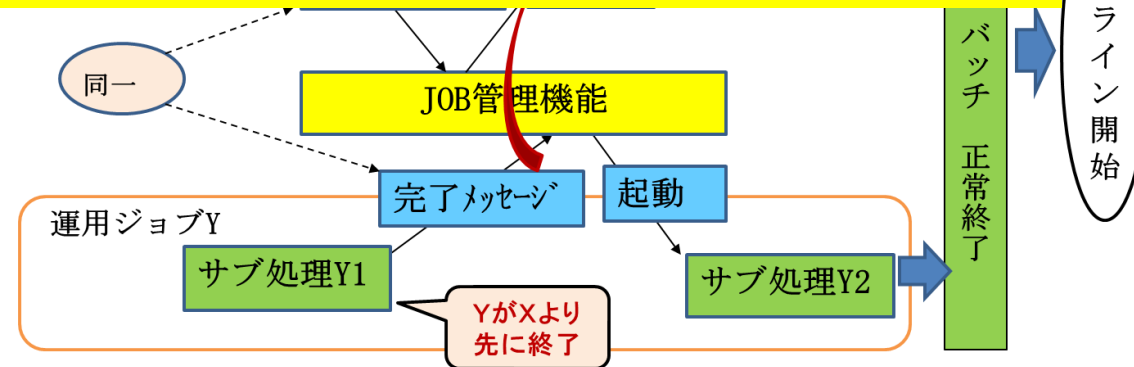 同一
JOB管理機能
完了メッセージ
起動
運用ジョブY
サブ処理Y1
サブ処理Y2
YがXより
先に終了
バッチ 正常終了
ライン開始